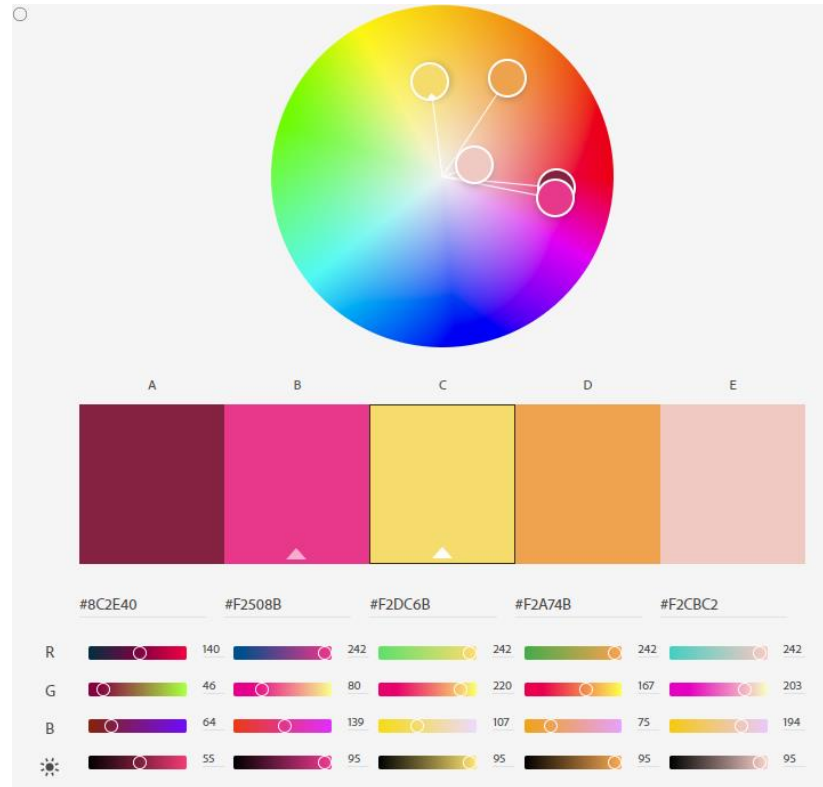 A B C D E
#8C2E40 #F2508B #F2DC6B #F2A74B #F2CBC2
R 140 242 242 242 242
G 46 80 220 167 203
B 64 139 107 75 194
55 95 95 95 95